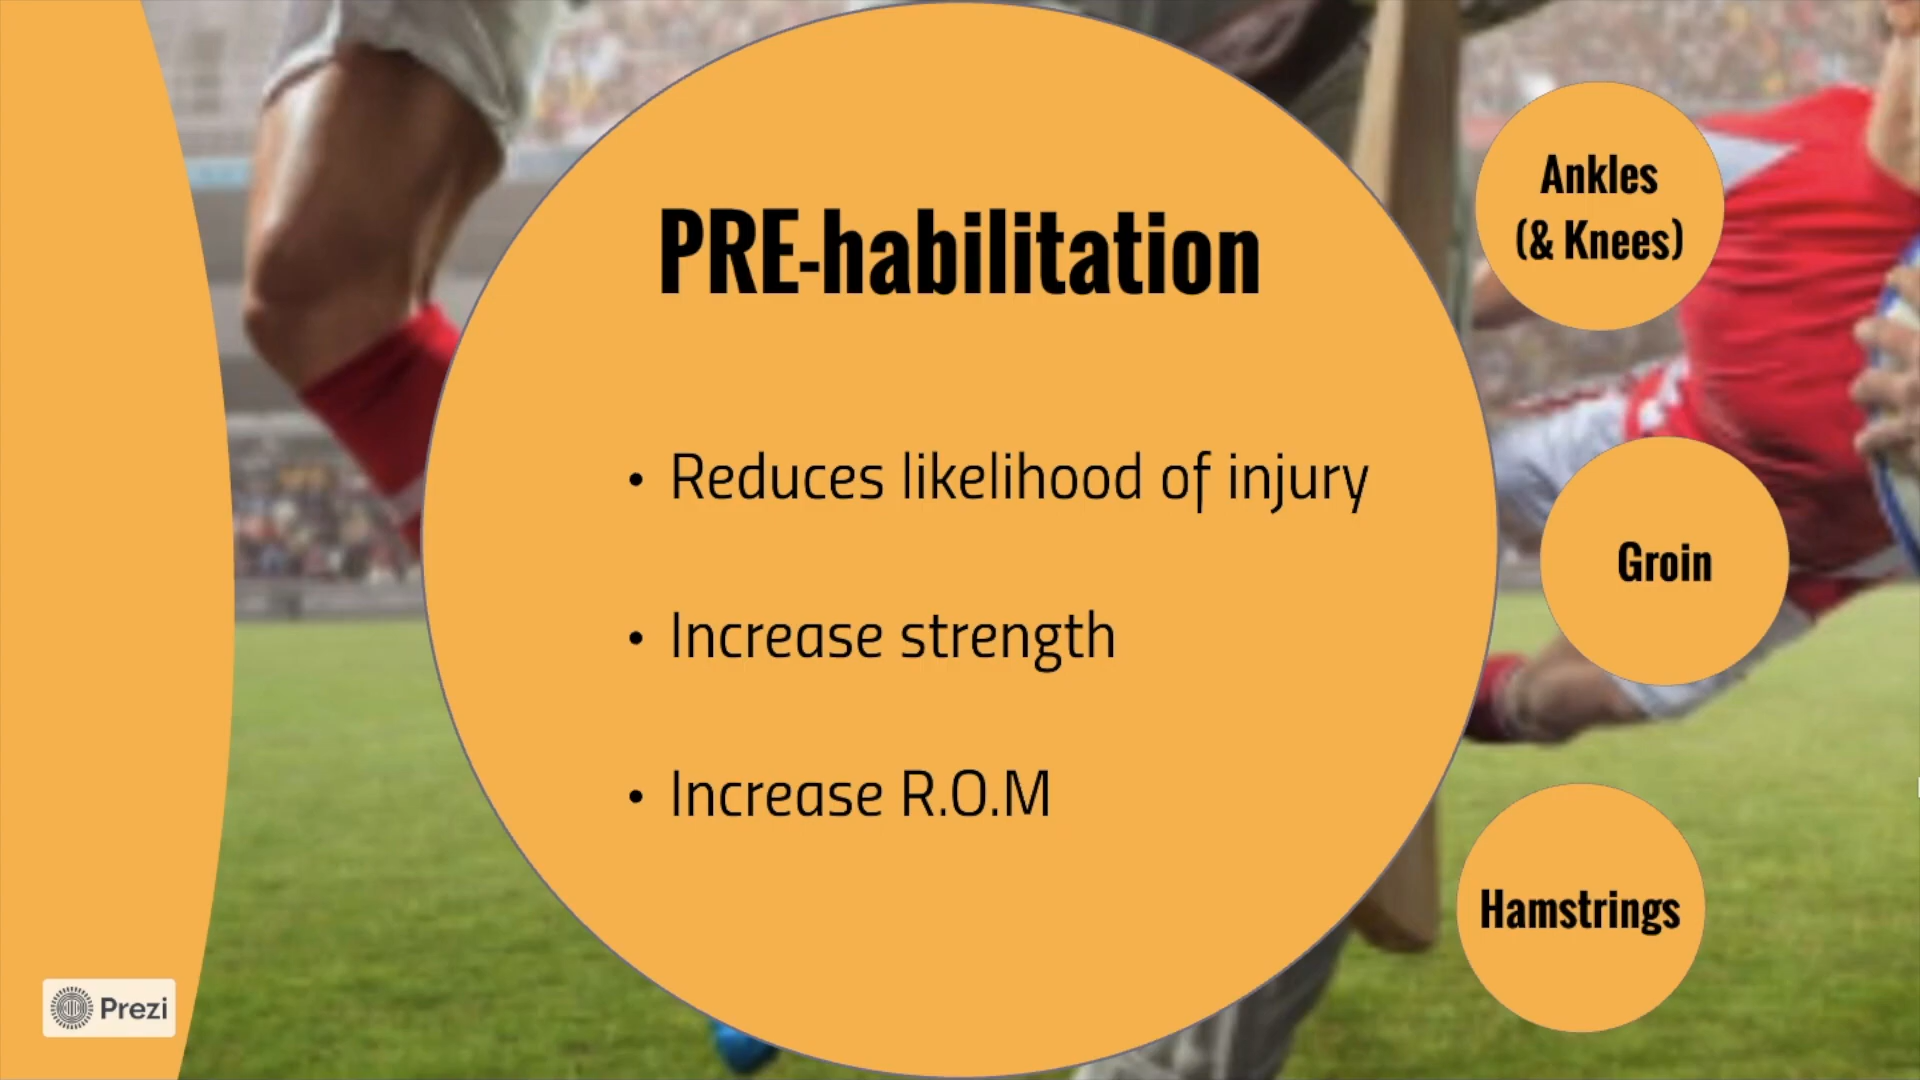 PRE-habilitation
• Reduces likelihood of injury
• Increase strength
• Increase R.O.M
Ankles
(& Knees)
Groin
Hamstrings
Prezi